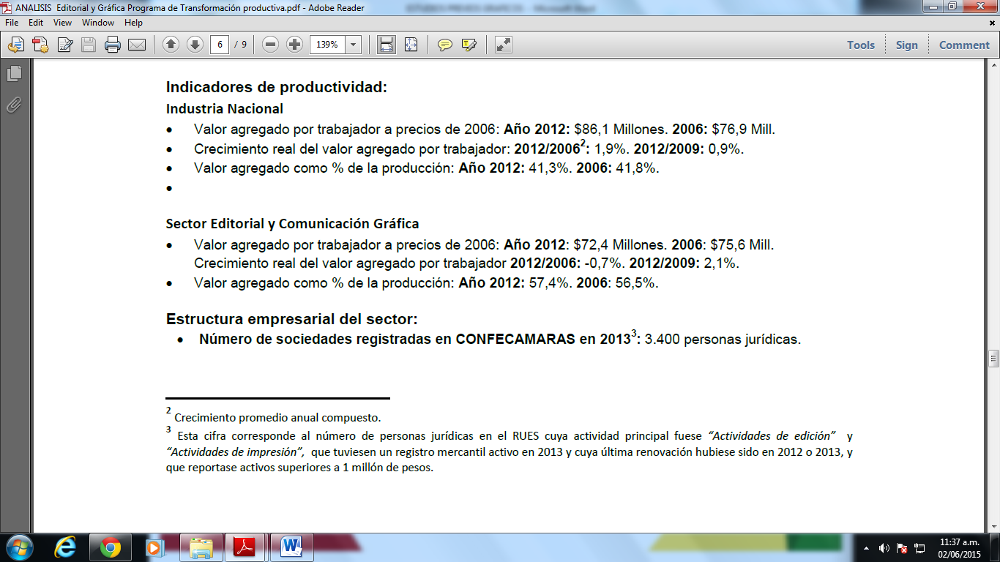 ANALISIS Editorial y Gráfica Programa de Transformación productiva.pdf - Adobe Reader
File Edit View Window Help
6 / 9 139% Tools Sign Comment
Indicadores de productividad:
Industria Nacional
• Valor agregado por trabajador a precios de 2006: Año 2012: $86,1 Millones. 2006: $76,9 Mill.
• Crecimiento real del valor agregado por trabajador: 2012/2006²: 1,9%. 2012/2009: 0,9%.
• Valor agregado como % de la producción: Año 2012: 41,3%. 2006: 41,8%.
•
Sector Editorial y Comunicación Gráfica
• Valor agregado por trabajador a precios de 2006: Año 2012: $72,4 Millones. 2006: $75,6 Mill.
Crecimiento real del valor agregado por trabajador 2012/2006: -0,7%. 2012/2009: 2,1%.
• Valor agregado como % de la producción: Año 2012: 57,4%. 2006: 56,5%.
Estructura empresarial del sector:
• Número de sociedades registradas en CONFECAMARAS en 2013³: 3.400 personas jurídicas.
² Crecimiento promedio anual compuesto.
³ Esta cifra corresponde al número de personas jurídicas en el RUES cuya actividad principal fuese “Actividades de edición” y
“Actividades de impresión”, que tuviesen un registro mercantil activo en 2013 y cuya última renovación hubiese sido en 2012 o 2013, y
que reportase activos superiores a 1 millón de pesos.
11:37 a.m.
02/06/2015